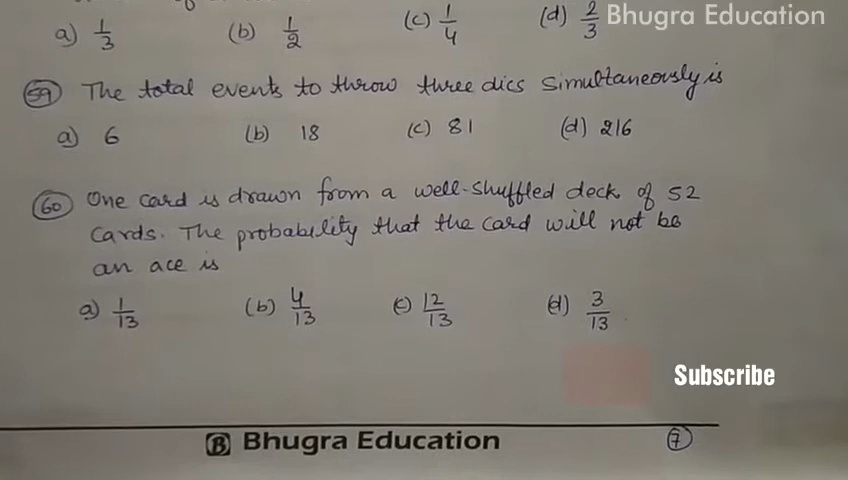 a) 1/3 (b) 1/2 (c) 1/4 (d) 2/3 Bhugra Education
59 The total events to throw three dics simultaneously is
a) 6 (b) 18 (c) 81 (d) 216
60 One card is drawn from a well-shuffled deck of 52
cards. The probability that the card will not be
an ace is
a) 1/13 (b) 4/13 (c) 12/13 (d) 3/13
Subscribe
B Bhugra Education 7